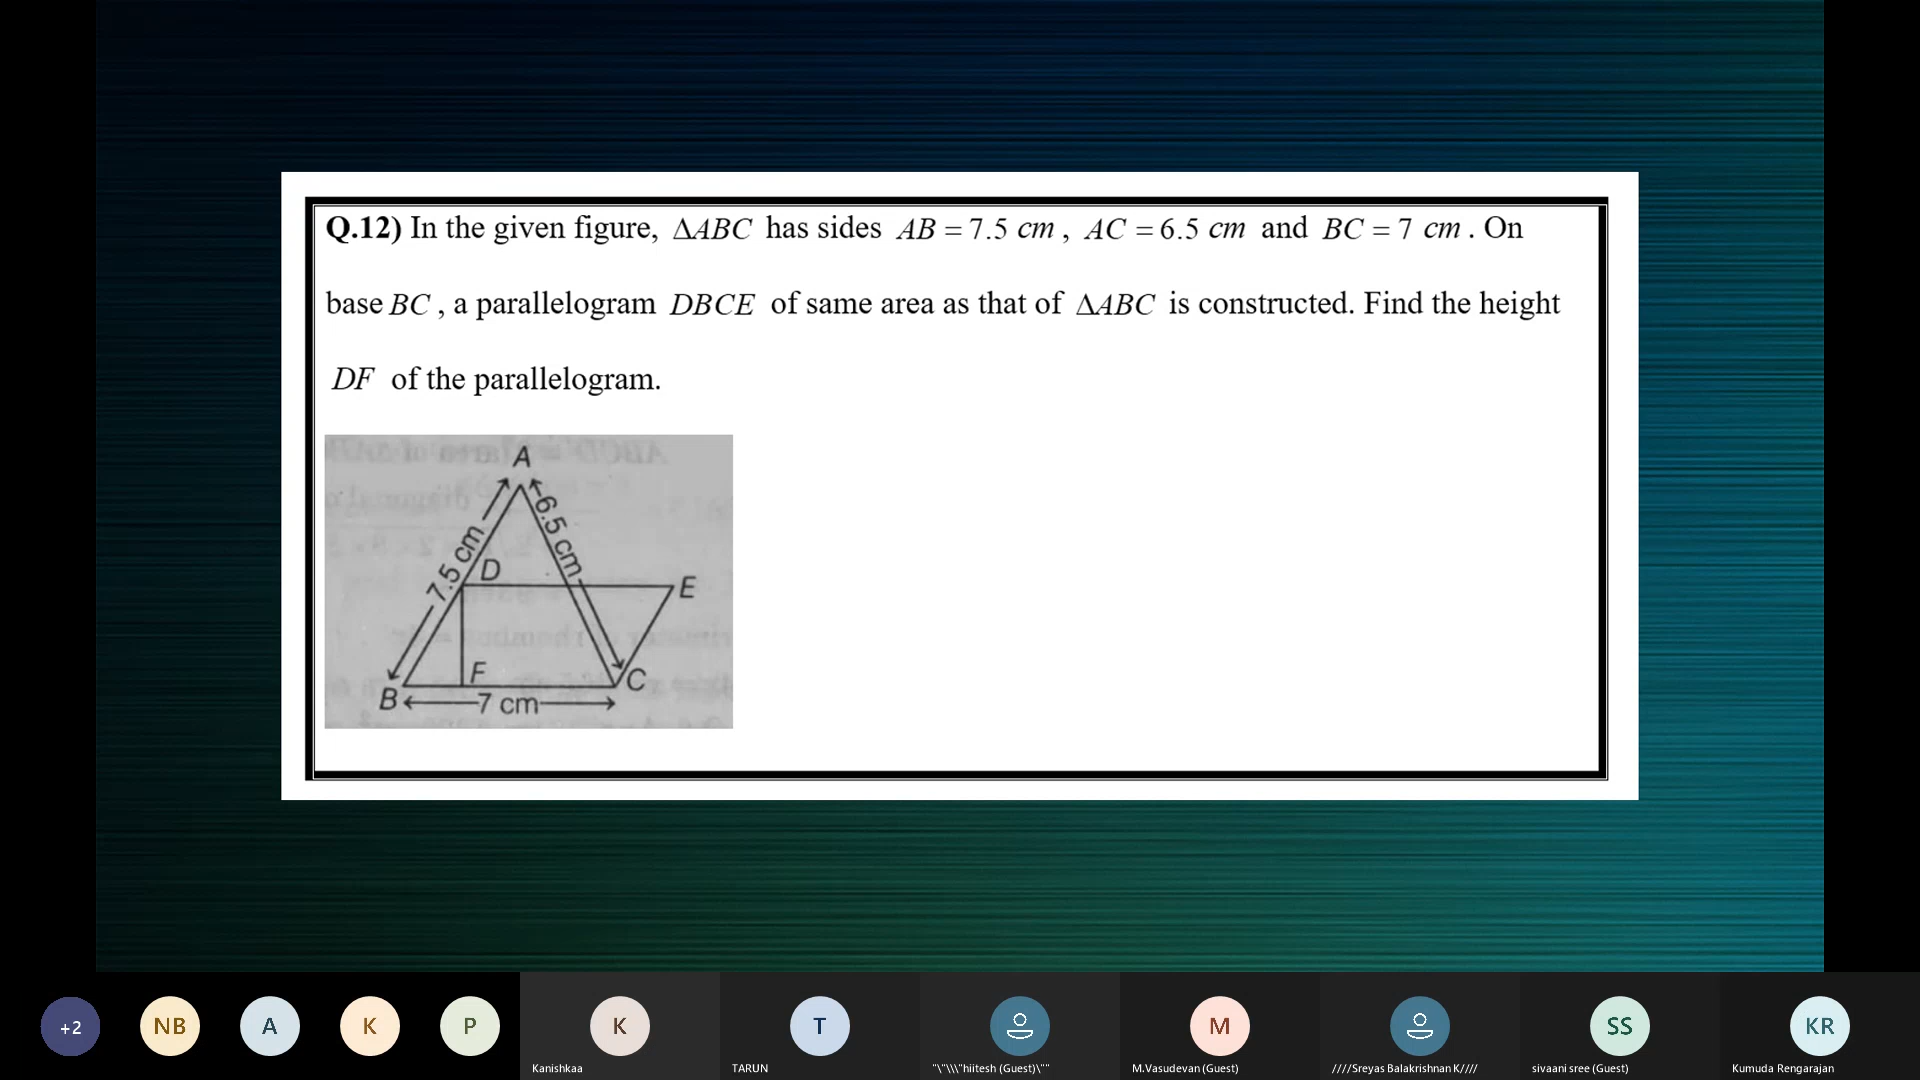 Q.12) In the given figure, ΔABC has sides AB = 7.5 cm, AC = 6.5 cm and BC = 7 cm. On
base BC, a parallelogram DBCE of same area as that of ΔABC is constructed. Find the height
DF of the parallelogram.
A
6.5 cm
7.5 cm
D
E
F
C
B
7 cm
+2
NB
A
K
P
K
T
M
SS
KR
Kanishkaa
TARUN
"\"\\\"hiitesh (Guest)\""
M.Vasudevan (Guest)
////Sreyas Balakrishnan K////
sivaani sree (Guest)
Kumuda Rengarajan